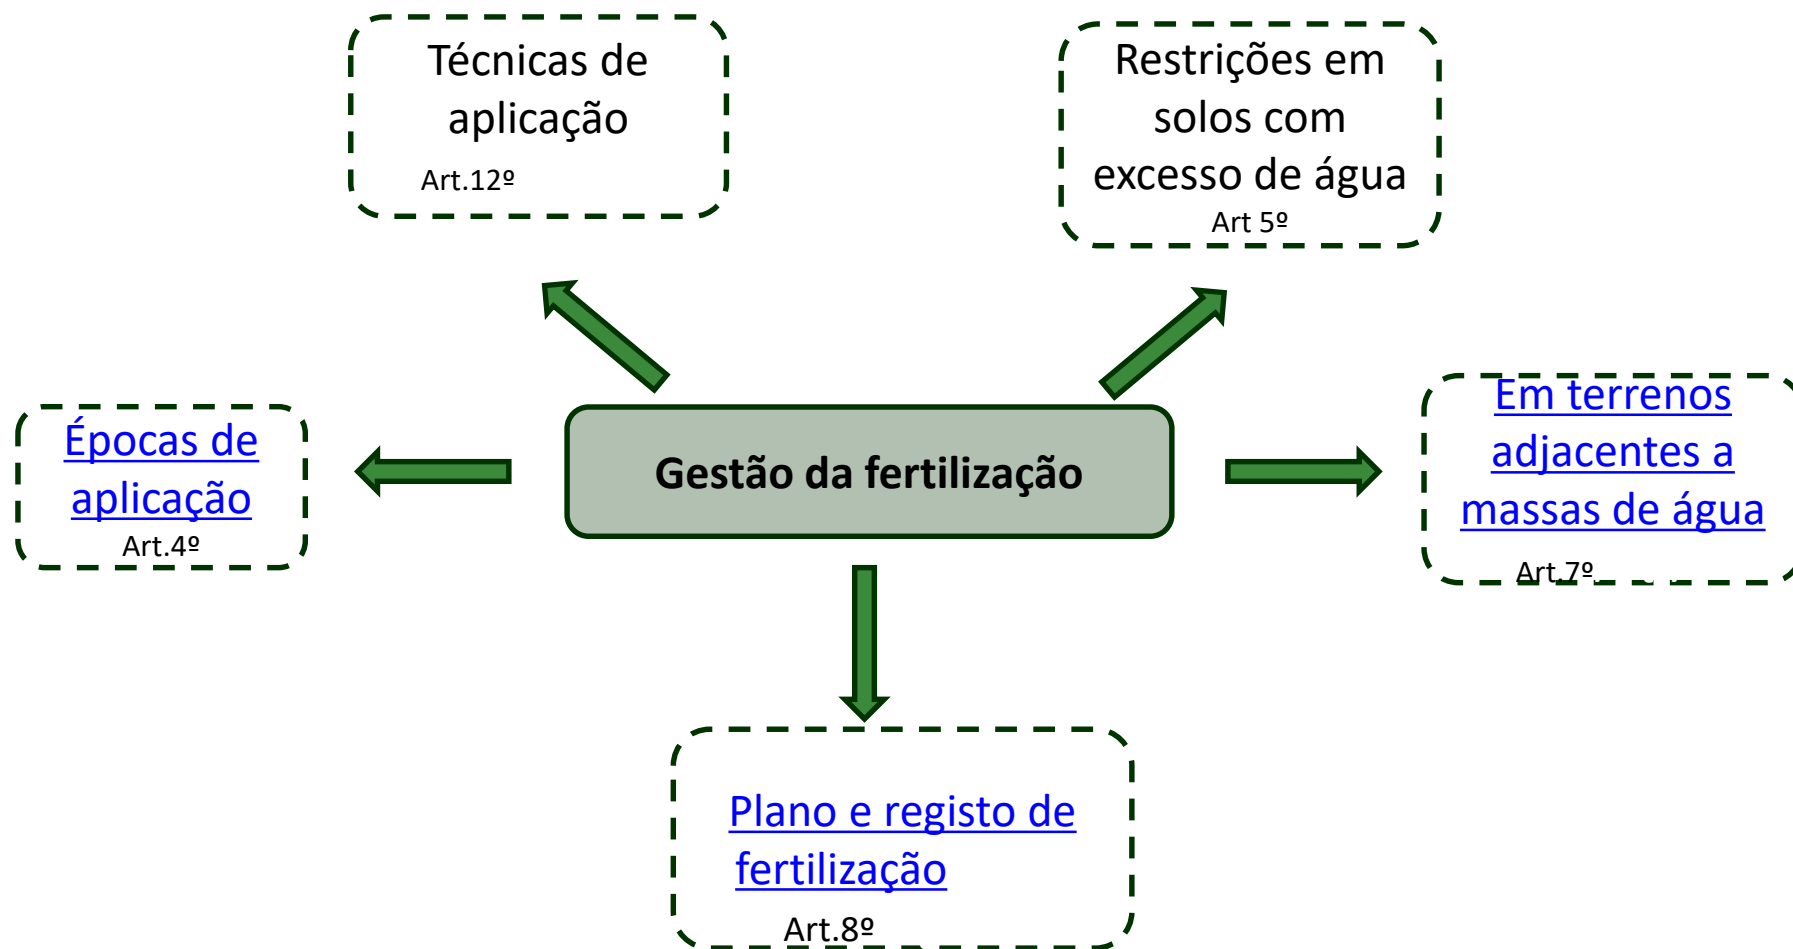 Técnicas de
aplicação
Art.12º
Restrições em
solos com
excesso de água
Art 5º
Épocas de
aplicação
Art.4º
Gestão da fertilização
Em terrenos
adjacentes a
massas de água
Art.7º
Plano e registo de
fertilização
Art.8º